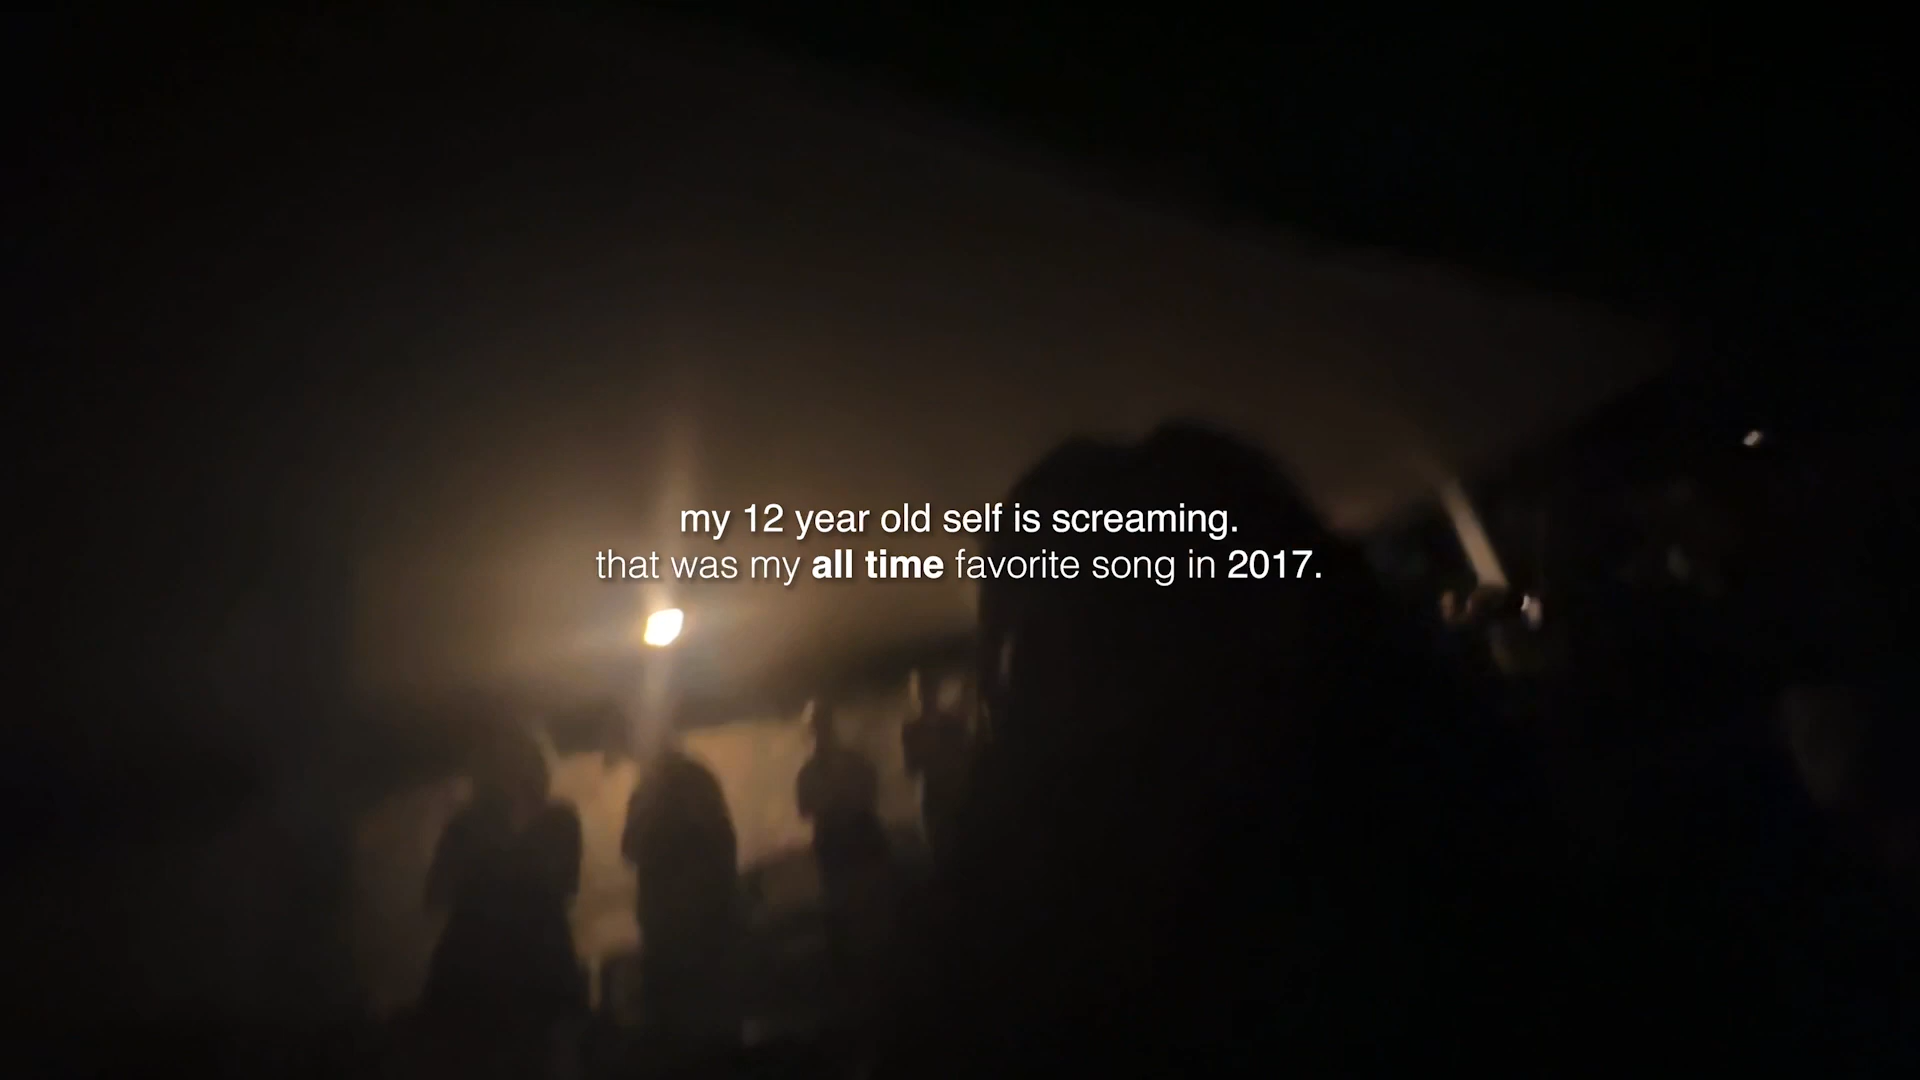 my 12 year old self is screaming.
that was my all time favorite song in 2017.